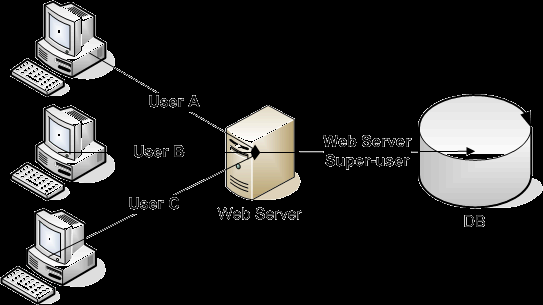 User A
User B
User C
Web Server
Web Server
Super-user
DB